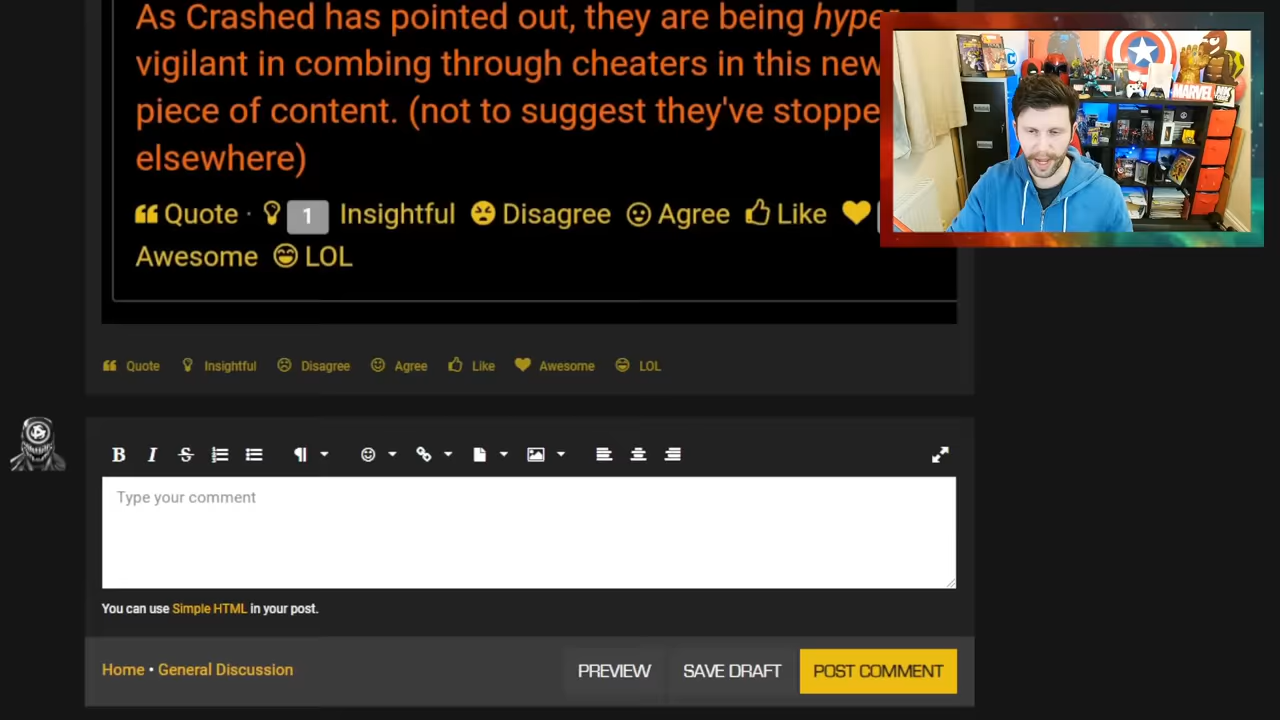 As Crashed has pointed out, they are being hyper
vigilant in combing through cheaters in this new
piece of content. (not to suggest they've stoppe
elsewhere)
Quote · 1 Insightful Disagree Agree Like
Awesome LOL
Quote Insightful Disagree Agree Like Awesome LOL
B I S
Type your comment
You can use Simple HTML in your post.
Home • General Discussion
PREVIEW SAVE DRAFT POST COMMENT
MARVEL
DC